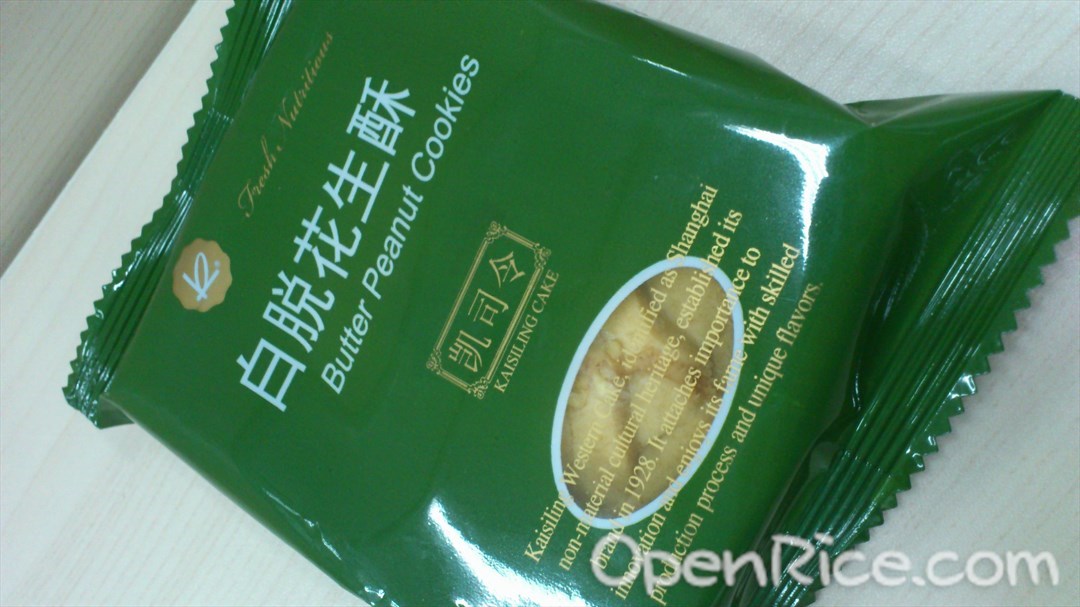 Fresh Nutritious
K
白脱花生酥
Butter Peanut Cookies
凯司令
KAISILING CAKE
Kaisiling Western Cake, identified as Shanghai
non-material cultural heritage, established its
brand in 1928. It attaches importance to
innovation and enjoys its fame with skilled
production process and unique flavors.
OpenRice.com